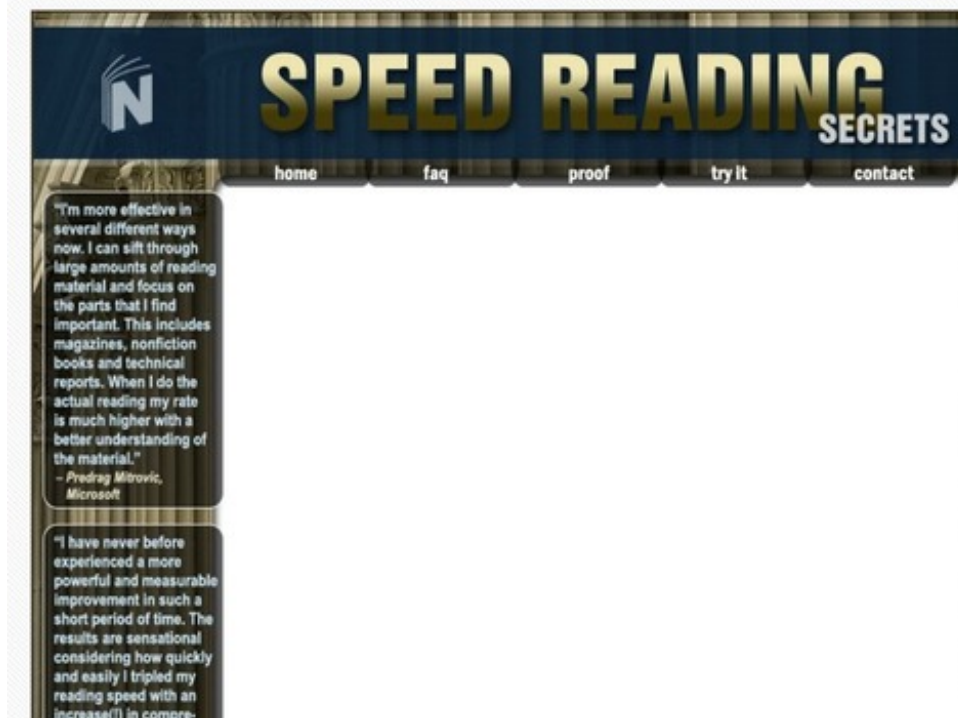 N
SPEED READING
SECRETS
home faq proof try it contact
"I'm more effective in
several different ways
now. I can sift through
large amounts of reading
material and focus on
the parts that I find
important. This includes
magazines, nonfiction
books and technical
reports. When I do the
actual reading my rate
is much higher with a
better understanding of
the material."
– Predrag Mitrovic,
Microsoft
"I have never before
experienced a more
powerful and measurable
improvement in such a
short period of time. The
results are sensational
considering how quickly
and easily I tripled my
reading speed with an
increase(!) in compre-